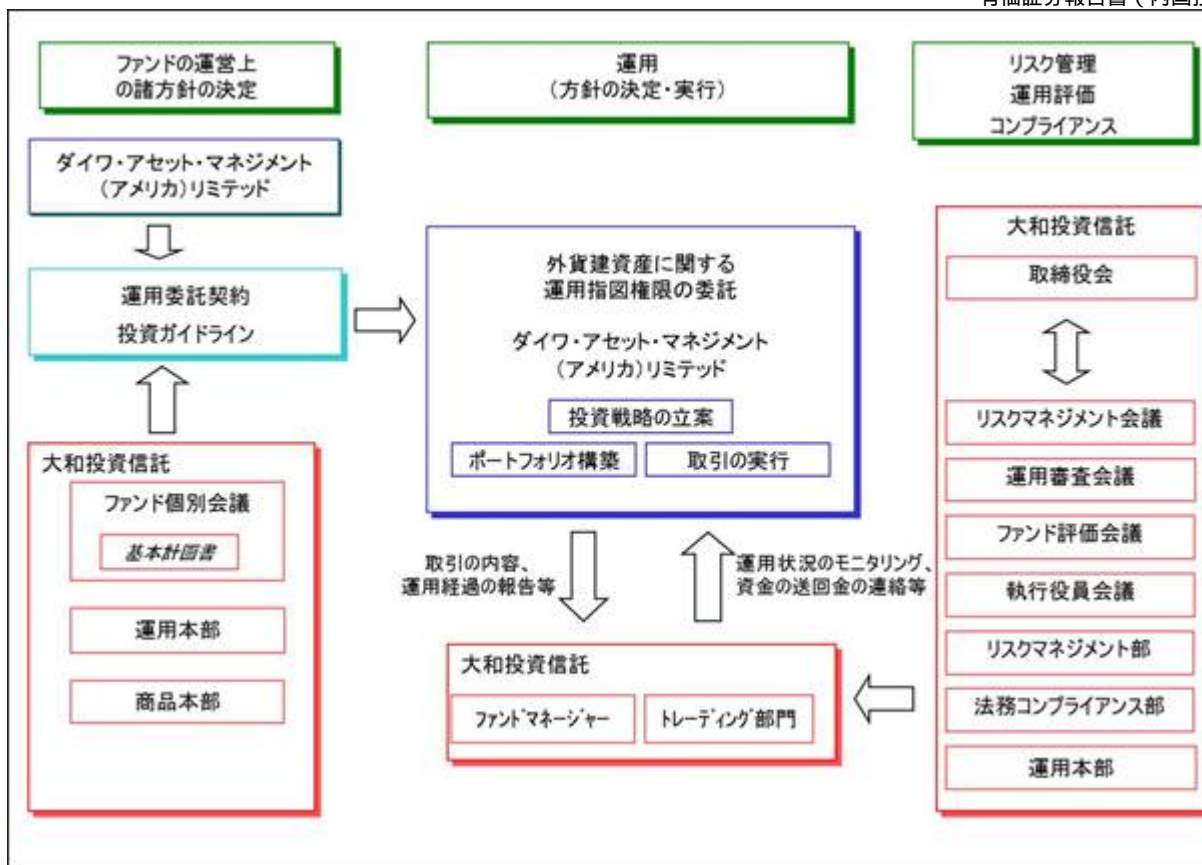 有価証券報告書（内国投
ファンドの運営上
の諸方針の決定
ダイワ・アセット・マネジメント
（アメリカ）リミテッド
運用委託契約
投資ガイドライン
大和投資信託
ファンド個別会議
基本計画書
運用本部
商品本部
運用
（方針の決定・実行）
外貨建資産に関する
運用指図権限の委託
ダイワ・アセット・マネジメント
（アメリカ）リミテッド
投資戦略の立案
ポートフォリオ構築
取引の実行
取引の内容、
運用経過の報告等
運用状況のモニタリング、
資金の送回金の連絡等
大和投資信託
ファンドマネージャー
トレーディング部門
リスク管理
運用評価
コンプライアンス
大和投資信託
取締役会
リスクマネジメント会議
運用審査会議
ファンド評価会議
執行役員会議
リスクマネジメント部
法務コンプライアンス部
運用本部